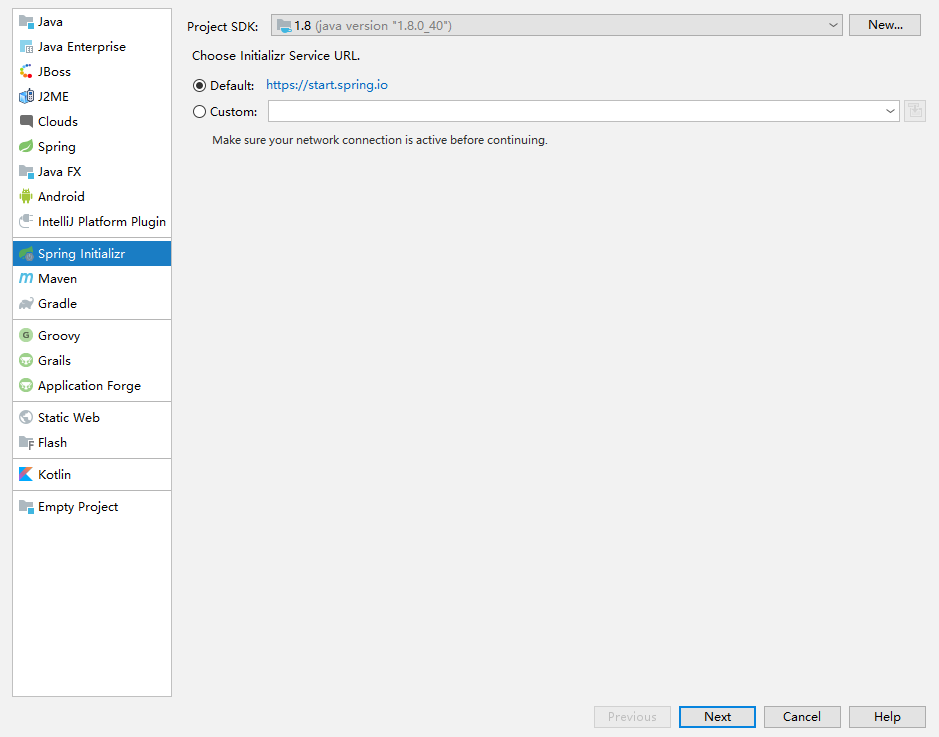 Java
Java Enterprise
JBoss
J2ME
Clouds
Spring
Java FX
Android
IntelliJ Platform Plugin
Spring Initializr
Maven
Gradle
Groovy
Grails
Application Forge
Static Web
Flash
Kotlin
Empty Project
Project SDK: 1.8 (java version "1.8.0_40") New...
Choose Initializr Service URL.
Default: https://start.spring.io
Custom:
Make sure your network connection is active before continuing.
Previous Next Cancel Help